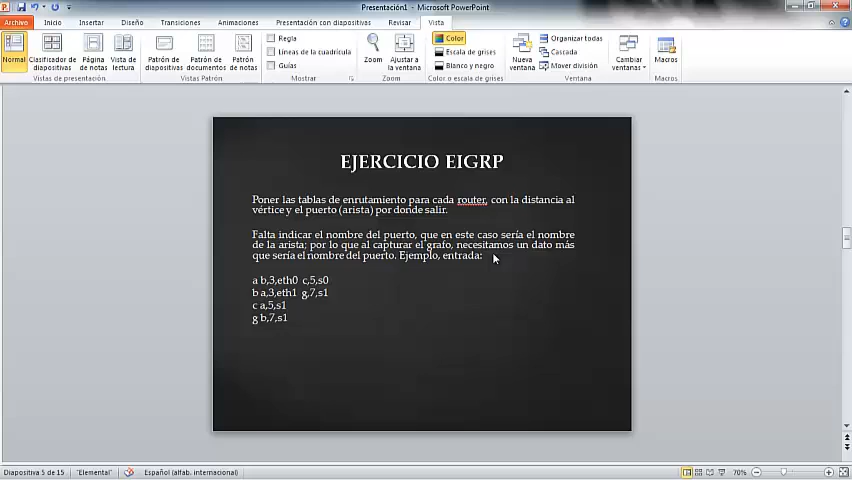 Presentación1 - Microsoft PowerPoint
Archivo Inicio Insertar Diseño Transiciones Animaciones Presentación con diapositivas Revisar Vista
Normal
Clasificador de diapositivas
Página de notas
Vista de lectura
Patrón de diapositivas
Patrón de documentos
Patrón de notas
Regla
Líneas de la cuadrícula
Guías
Zoom
Ajustar a la ventana
Color
Escala de grises
Blanco y negro
Nueva ventana
Organizar todas
Cascada
Mover división
Cambiar ventanas
Macros
Vistas de presentación Vistas Patrón Mostrar Zoom Color o escala de grises Ventana Macros
EJERCICIO EIGRP
Poner las tablas de enrutamiento para cada router, con la distancia al
vértice y el puerto (arista) por donde salir.
Falta indicar el nombre del puerto, que en este caso sería el nombre
de la arista; por lo que al capturar el grafo, necesitamos un dato más
que sería el nombre del puerto. Ejemplo, entrada:
a b,3,eth0 c,5,s0
b a,3,eth1 g,7,s1
c a,5,s1
g b,7,s1
Diapositiva 5 de 15 "Elemental" Español (alfab. internacional) 70%